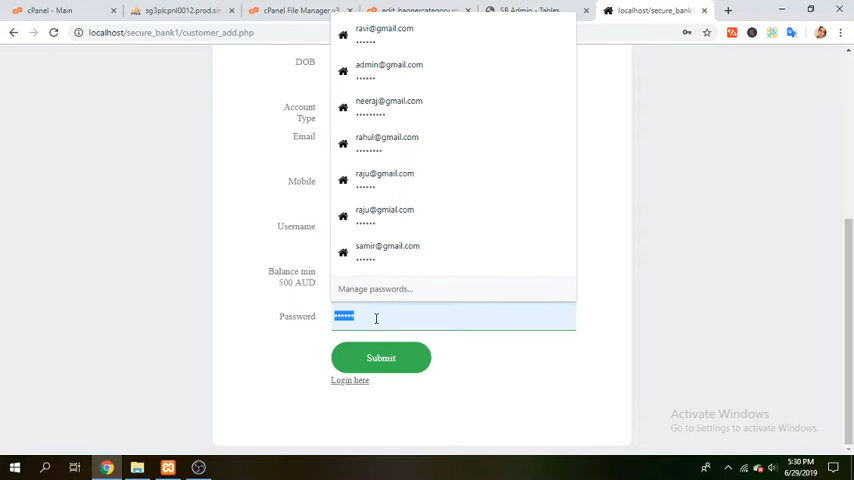 cPanel - Main
sg3plcpnl0012.prod.sin
cPanel File Manager v3
edit_bannercategory.p
SB Admin - Tables
localhost/secure_bank1
localhost/secure_bank1/customer_add.php
DOB
Account
Type
Email
Mobile
Username
Balance min
500 AUD
Password
ravi@gmail.com
••••••
admin@gmail.com
••••••
neeraj@gmail.com
•••••••••
rahul@gmail.com
••••••••
raju@gmail.com
••••••
raju@gmial.com
••••••
samir@gmail.com
••••••
Manage passwords...
••••••
Submit
Login here
Activate Windows
Go to Settings to activate Windows.
5:30 PM
6/29/2019